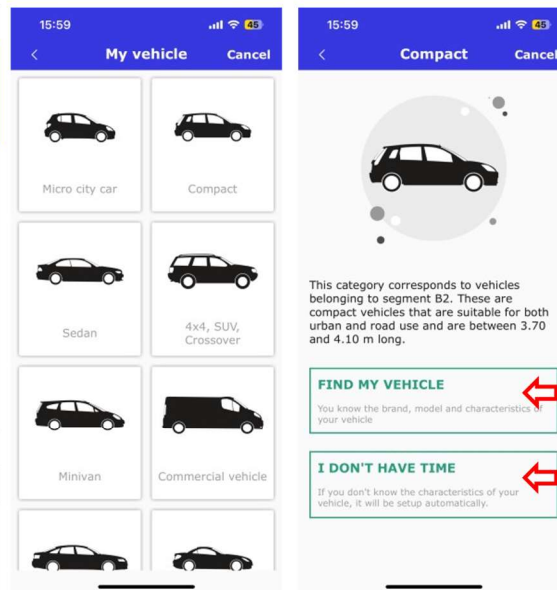 15:59
45
My vehicle
Cancel
Micro city car
Compact
Sedan
4x4, SUV,
Crossover
Minivan
Commercial vehicle
15:59
45
Compact
Cancel
This category corresponds to vehicles
belonging to segment B2. These are
compact vehicles that are suitable for both
urban and road use and are between 3.70
and 4.10 m long.
FIND MY VEHICLE
You know the brand, model and characteristics of
your vehicle
I DON'T HAVE TIME
If you don't know the characteristics of your
vehicle, it will be setup automatically.